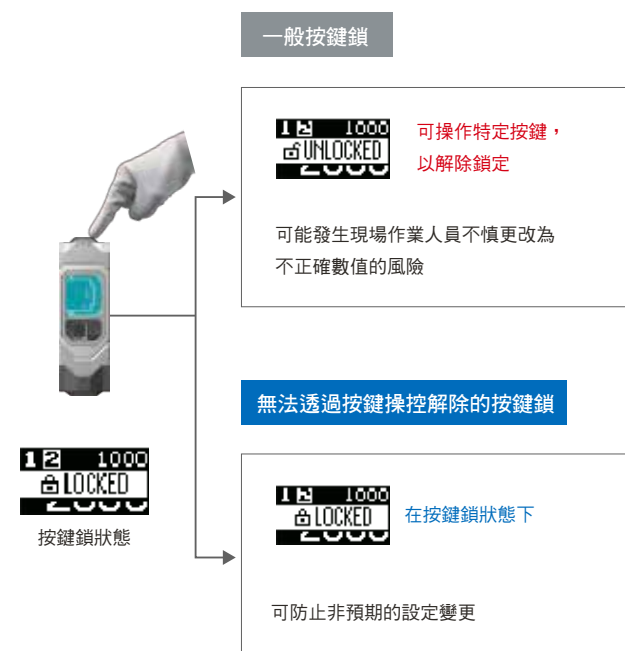 一般按鍵鎖
1 2 1000
UNLOCKED
可操作特定按鍵,
以解除鎖定
可能發生現場作業人員不慎更改為
不正確數值的風險
無法透過按鍵操控解除的按鍵鎖
1 2 1000
LOCKED
按鍵鎖狀態
1 2 1000
LOCKED
在按鍵鎖狀態下
可防止非預期的設定變更